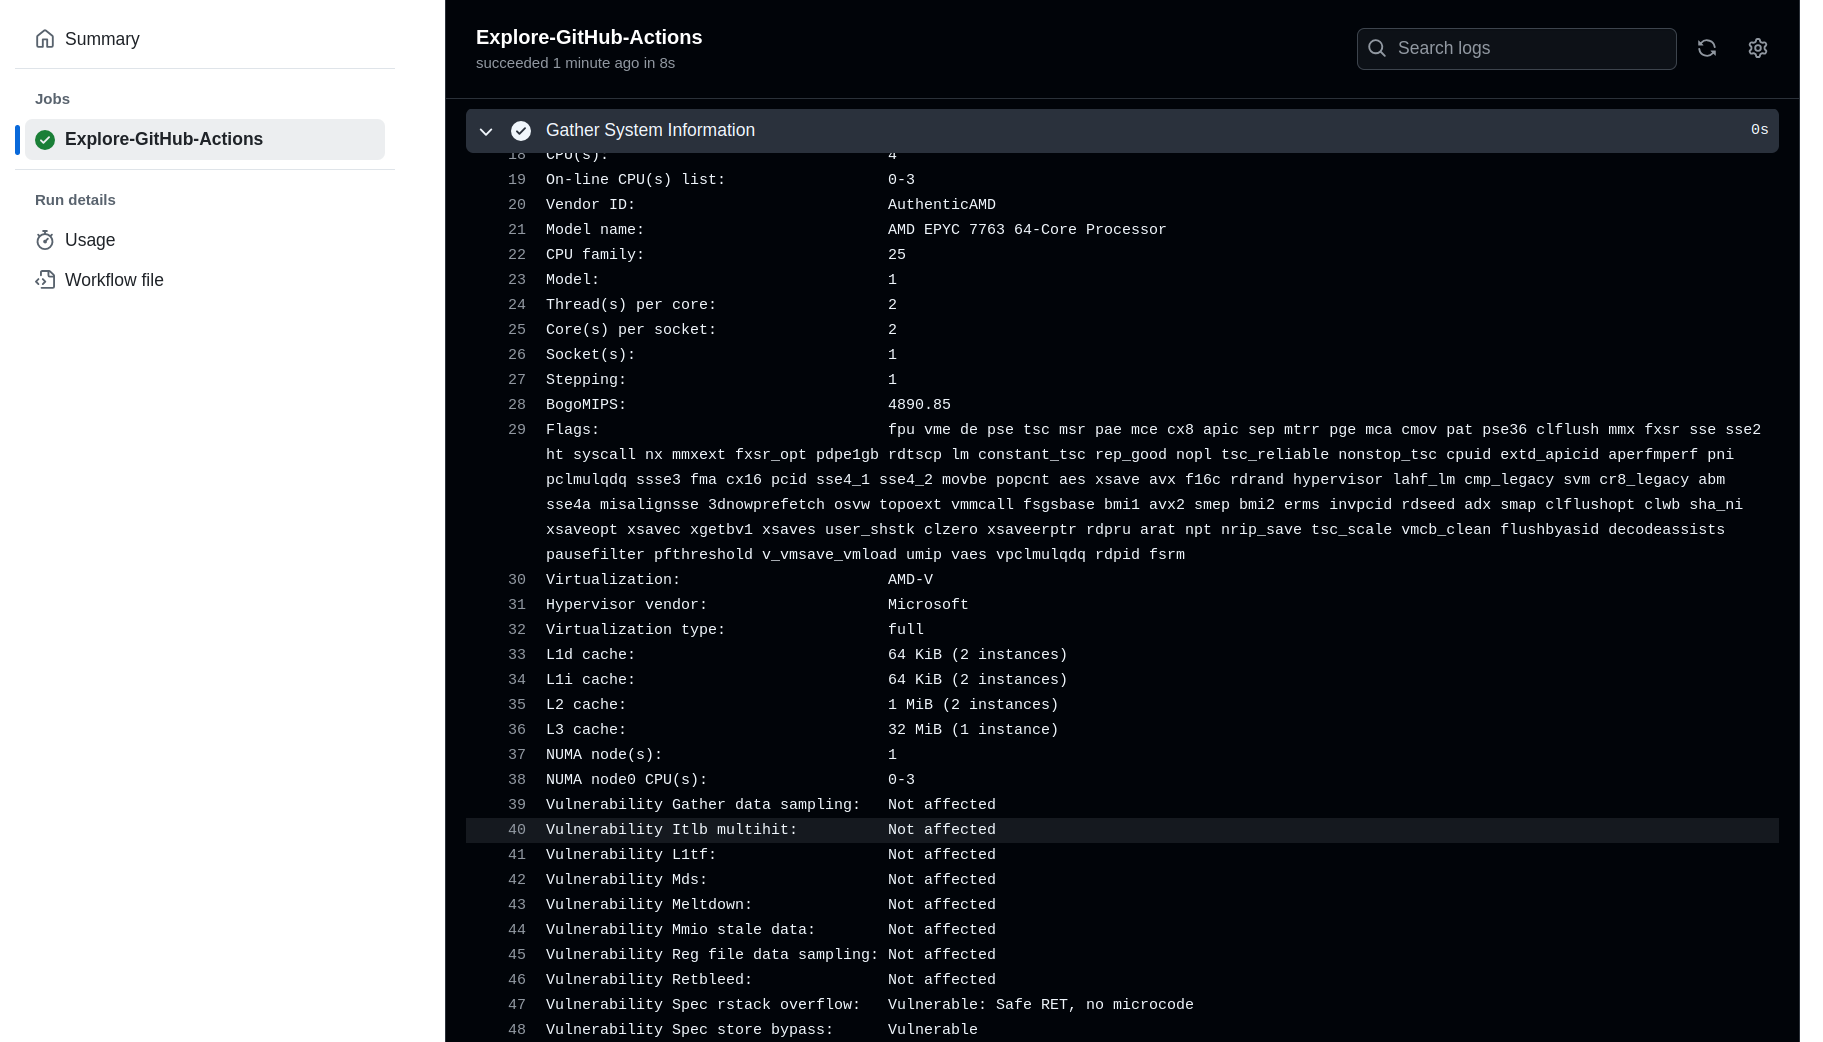 Summary
Jobs
Explore-GitHub-Actions
Run details
Usage
Workflow file
Explore-GitHub-Actions
succeeded 1 minute ago in 8s
Search logs
Gather System Information 0s
18 CPU(s): 4
19 On-line CPU(s) list: 0-3
20 Vendor ID: AuthenticAMD
21 Model name: AMD EPYC 7763 64-Core Processor
22 CPU family: 25
23 Model: 1
24 Thread(s) per core: 2
25 Core(s) per socket: 2
26 Socket(s): 1
27 Stepping: 1
28 BogoMIPS: 4890.85
29 Flags: fpu vme de pse tsc msr pae mce cx8 apic sep mtrr pge mca cmov pat pse36 clflush mmx fxsr sse sse2
ht syscall nx mmxext fxsr_opt pdpe1gb rdtscp lm constant_tsc rep_good nopl tsc_reliable nonstop_tsc cpuid extd_apicid aperfmperf pni
pclmulqdq ssse3 fma cx16 pcid sse4_1 sse4_2 movbe popcnt aes xsave avx f16c rdrand hypervisor lahf_lm cmp_legacy svm cr8_legacy abm
sse4a misalignsse 3dnowprefetch osvw topoext vmmcall fsgsbase bmi1 avx2 smep bmi2 erms invpcid rdseed adx smap clflushopt clwb sha_ni
xsaveopt xsavec xgetbv1 xsaves user_shstk clzero xsaveerptr rdpru arat npt nrip_save tsc_scale vmcb_clean flushbyasid decodeassists
pausefilter pfthreshold v_vmsave_vmload umip vaes vpclmulqdq rdpid fsrm
30 Virtualization: AMD-V
31 Hypervisor vendor: Microsoft
32 Virtualization type: full
33 L1d cache: 64 KiB (2 instances)
34 L1i cache: 64 KiB (2 instances)
35 L2 cache: 1 MiB (2 instances)
36 L3 cache: 32 MiB (1 instance)
37 NUMA node(s): 1
38 NUMA node0 CPU(s): 0-3
39 Vulnerability Gather data sampling: Not affected
40 Vulnerability Itlb multihit: Not affected
41 Vulnerability L1tf: Not affected
42 Vulnerability Mds: Not affected
43 Vulnerability Meltdown: Not affected
44 Vulnerability Mmio stale data: Not affected
45 Vulnerability Reg file data sampling: Not affected
46 Vulnerability Retbleed: Not affected
47 Vulnerability Spec rstack overflow: Vulnerable: Safe RET, no microcode
48 Vulnerability Spec store bypass: Vulnerable